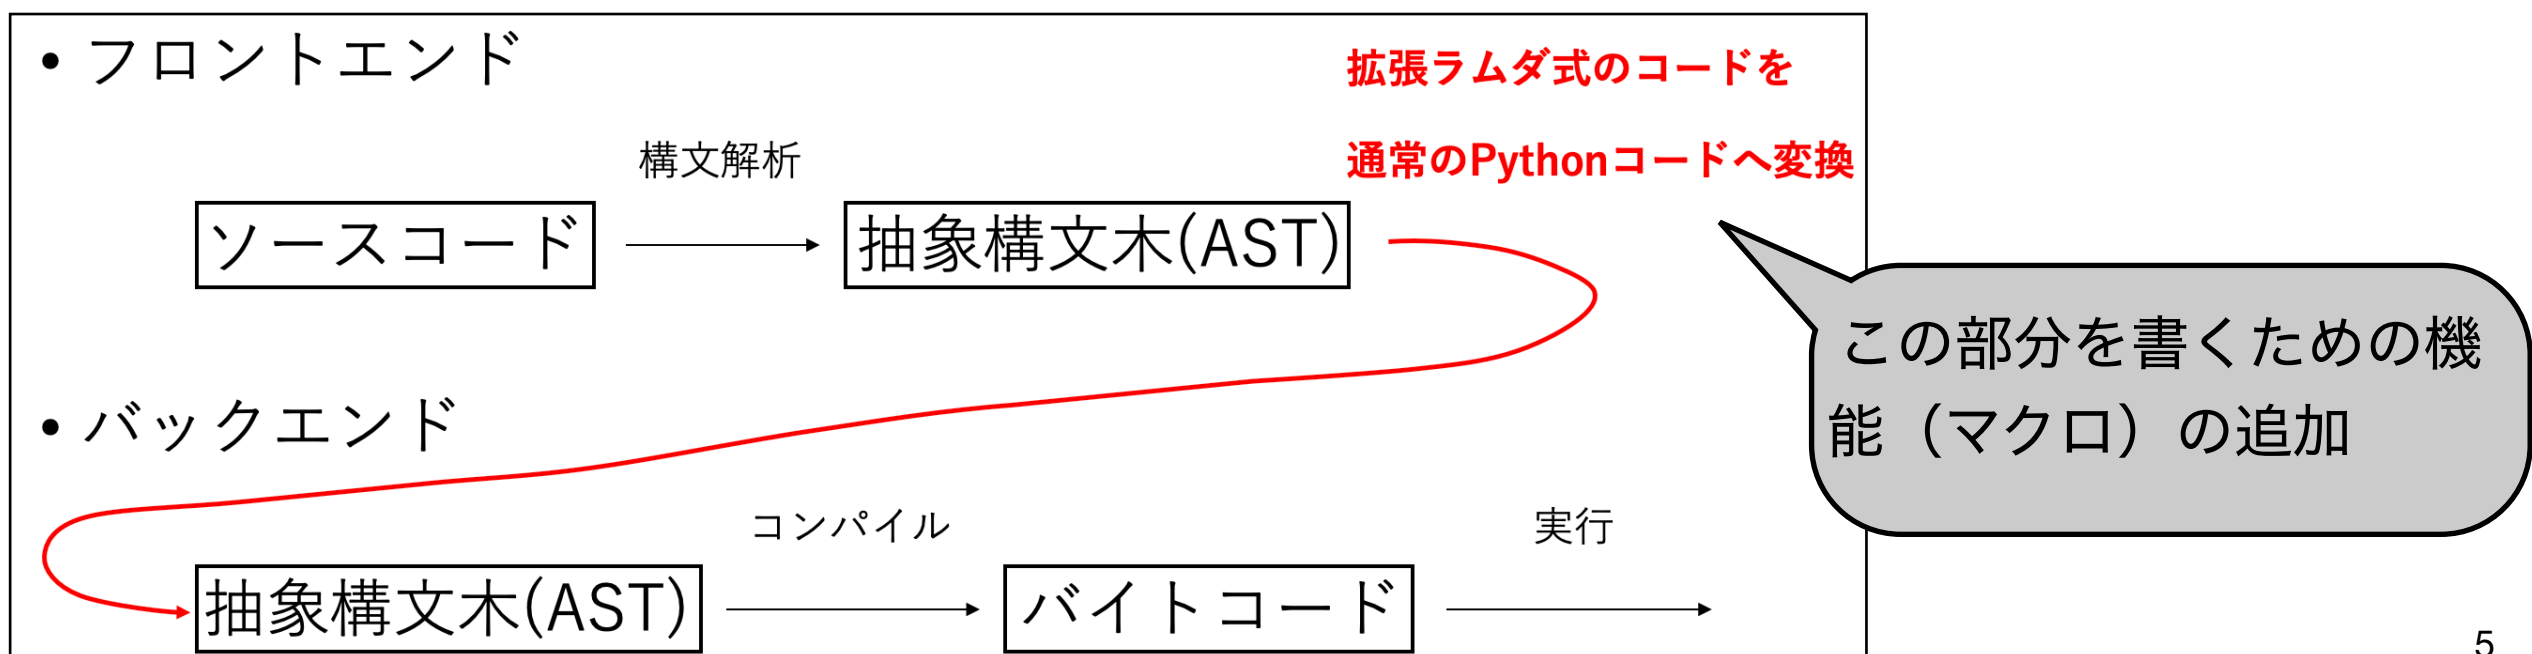 • フロントエンド
拡張ラムダ式のコードを
通常のPythonコードへ変換
構文解析
ソースコード
抽象構文木(AST)
この部分を書くための機
能（マクロ）の追加
• バックエンド
コンパイル
実行
抽象構文木(AST)
バイトコード
5